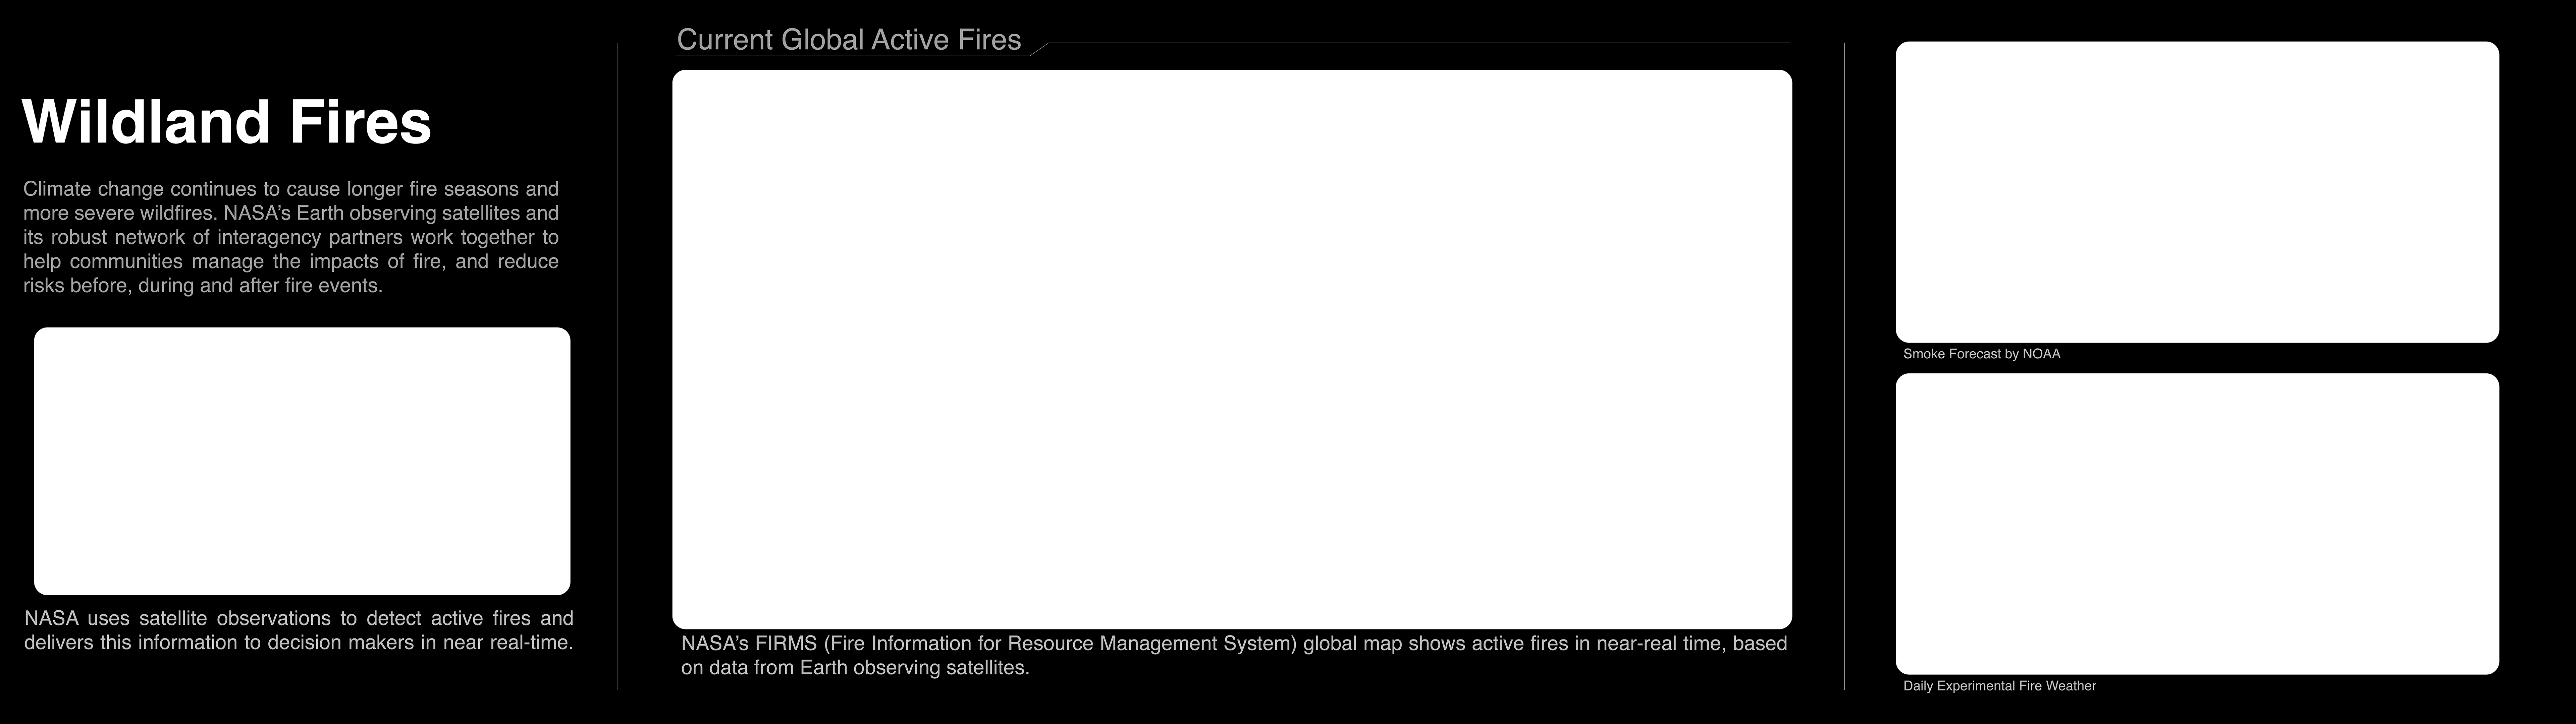 Wildland Fires
Climate change continues to cause longer fire seasons and
more severe wildfires. NASA’s Earth observing satellites and
its robust network of interagency partners work together to
help communities manage the impacts of fire, and reduce
risks before, during and after fire events.
NASA uses satellite observations to detect active fires and
delivers this information to decision makers in near real-time.
Current Global Active Fires
NASA’s FIRMS (Fire Information for Resource Management System) global map shows active fires in near-real time, based
on data from Earth observing satellites.
Smoke Forecast by NOAA
Daily Experimental Fire Weather